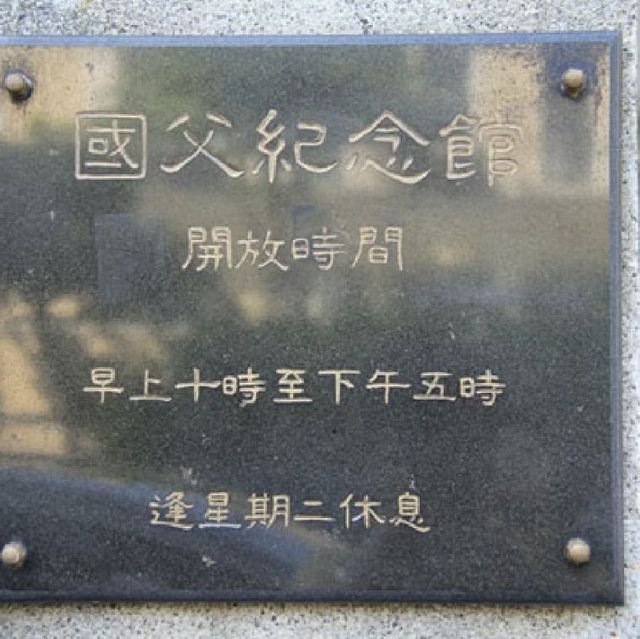 國父紀念館
開放時間
早上十時至下午五時
逢星期二休息